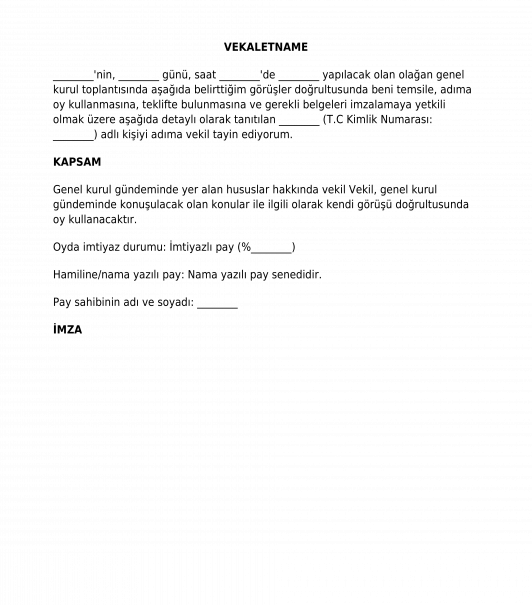 VEKALETNAME
________'nin, ________ günü, saat ________'de ________ yapılacak olan olağan genel
kurul toplantısında aşağıda belirttiğim görüşler doğrultusunda beni temsile, adıma
oy kullanmasına, teklifte bulunmasına ve gerekli belgeleri imzalamaya yetkili
olmak üzere aşağıda detaylı olarak tanıtılan ________ (T.C Kimlik Numarası:
________) adlı kişiyi adıma vekil tayin ediyorum.
KAPSAM
Genel kurul gündeminde yer alan hususlar hakkında vekil Vekil, genel kurul
gündeminde konuşulacak olan konular ile ilgili olarak kendi görüşü doğrultusunda
oy kullanacaktır.
Oyda imtiyaz durumu: İmtiyazlı pay (%________)
Hamiline/nama yazılı pay: Nama yazılı pay senedidir.
Pay sahibinin adı ve soyadı: ________
İMZA